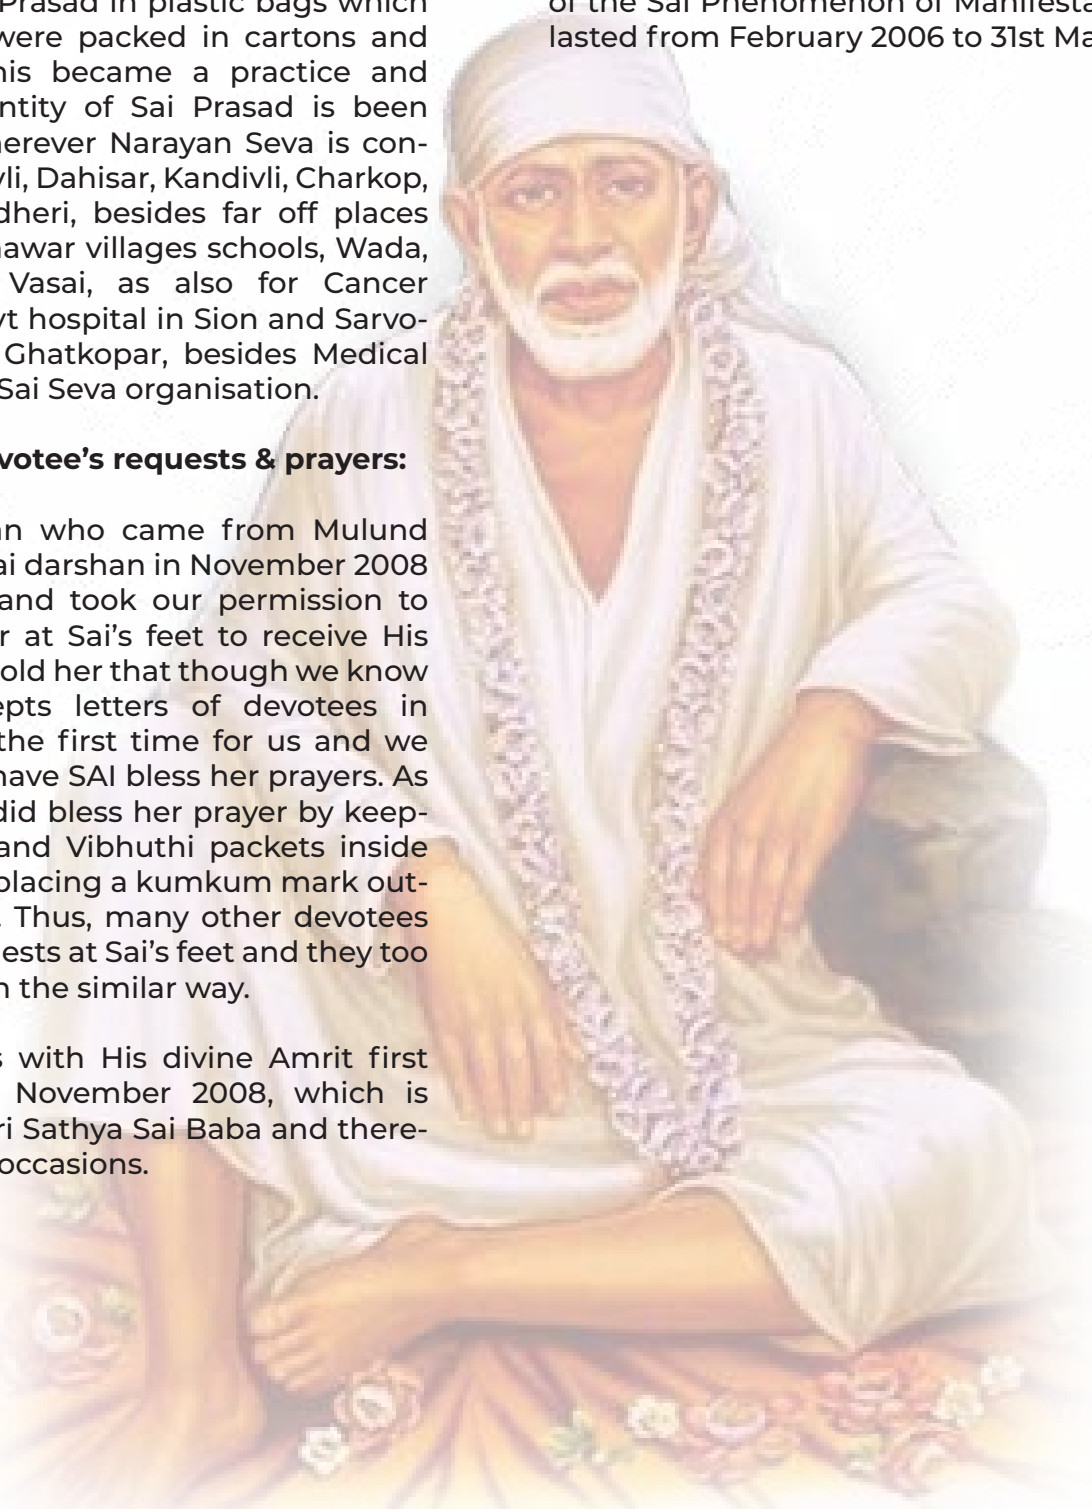 Prasad in plastic bags which
were packed in cartons and
his became a practice and
ntity of Sai Prasad is been
herever Narayan Seva is con-
vli, Dahisar, Kandivli, Charkop,
dheri, besides far off places
hawar villages schools, Wada,
Vasai, as also for Cancer
vt hospital in Sion and Sarvo-
Ghatkopar, besides Medical
Sai Seva organisation.
votee's requests & prayers:
an who came from Mulund
ai darshan in November 2008
and took our permission to
r at Sai's feet to receive His
old her that though we know
epts letters of devotees in
the first time for us and we
have SAI bless her prayers. As
did bless her prayer by keep-
and Vibhuthi packets inside
placing a kumkum mark out-
. Thus, many other devotees
ests at Sai's feet and they too
n the similar way.
s with His divine Amrit first
November 2008, which is
ri Sathya Sai Baba and there-
occasions.
of the Sai Phenomenon of Manifesta
lasted from February 2006 to 31st Ma